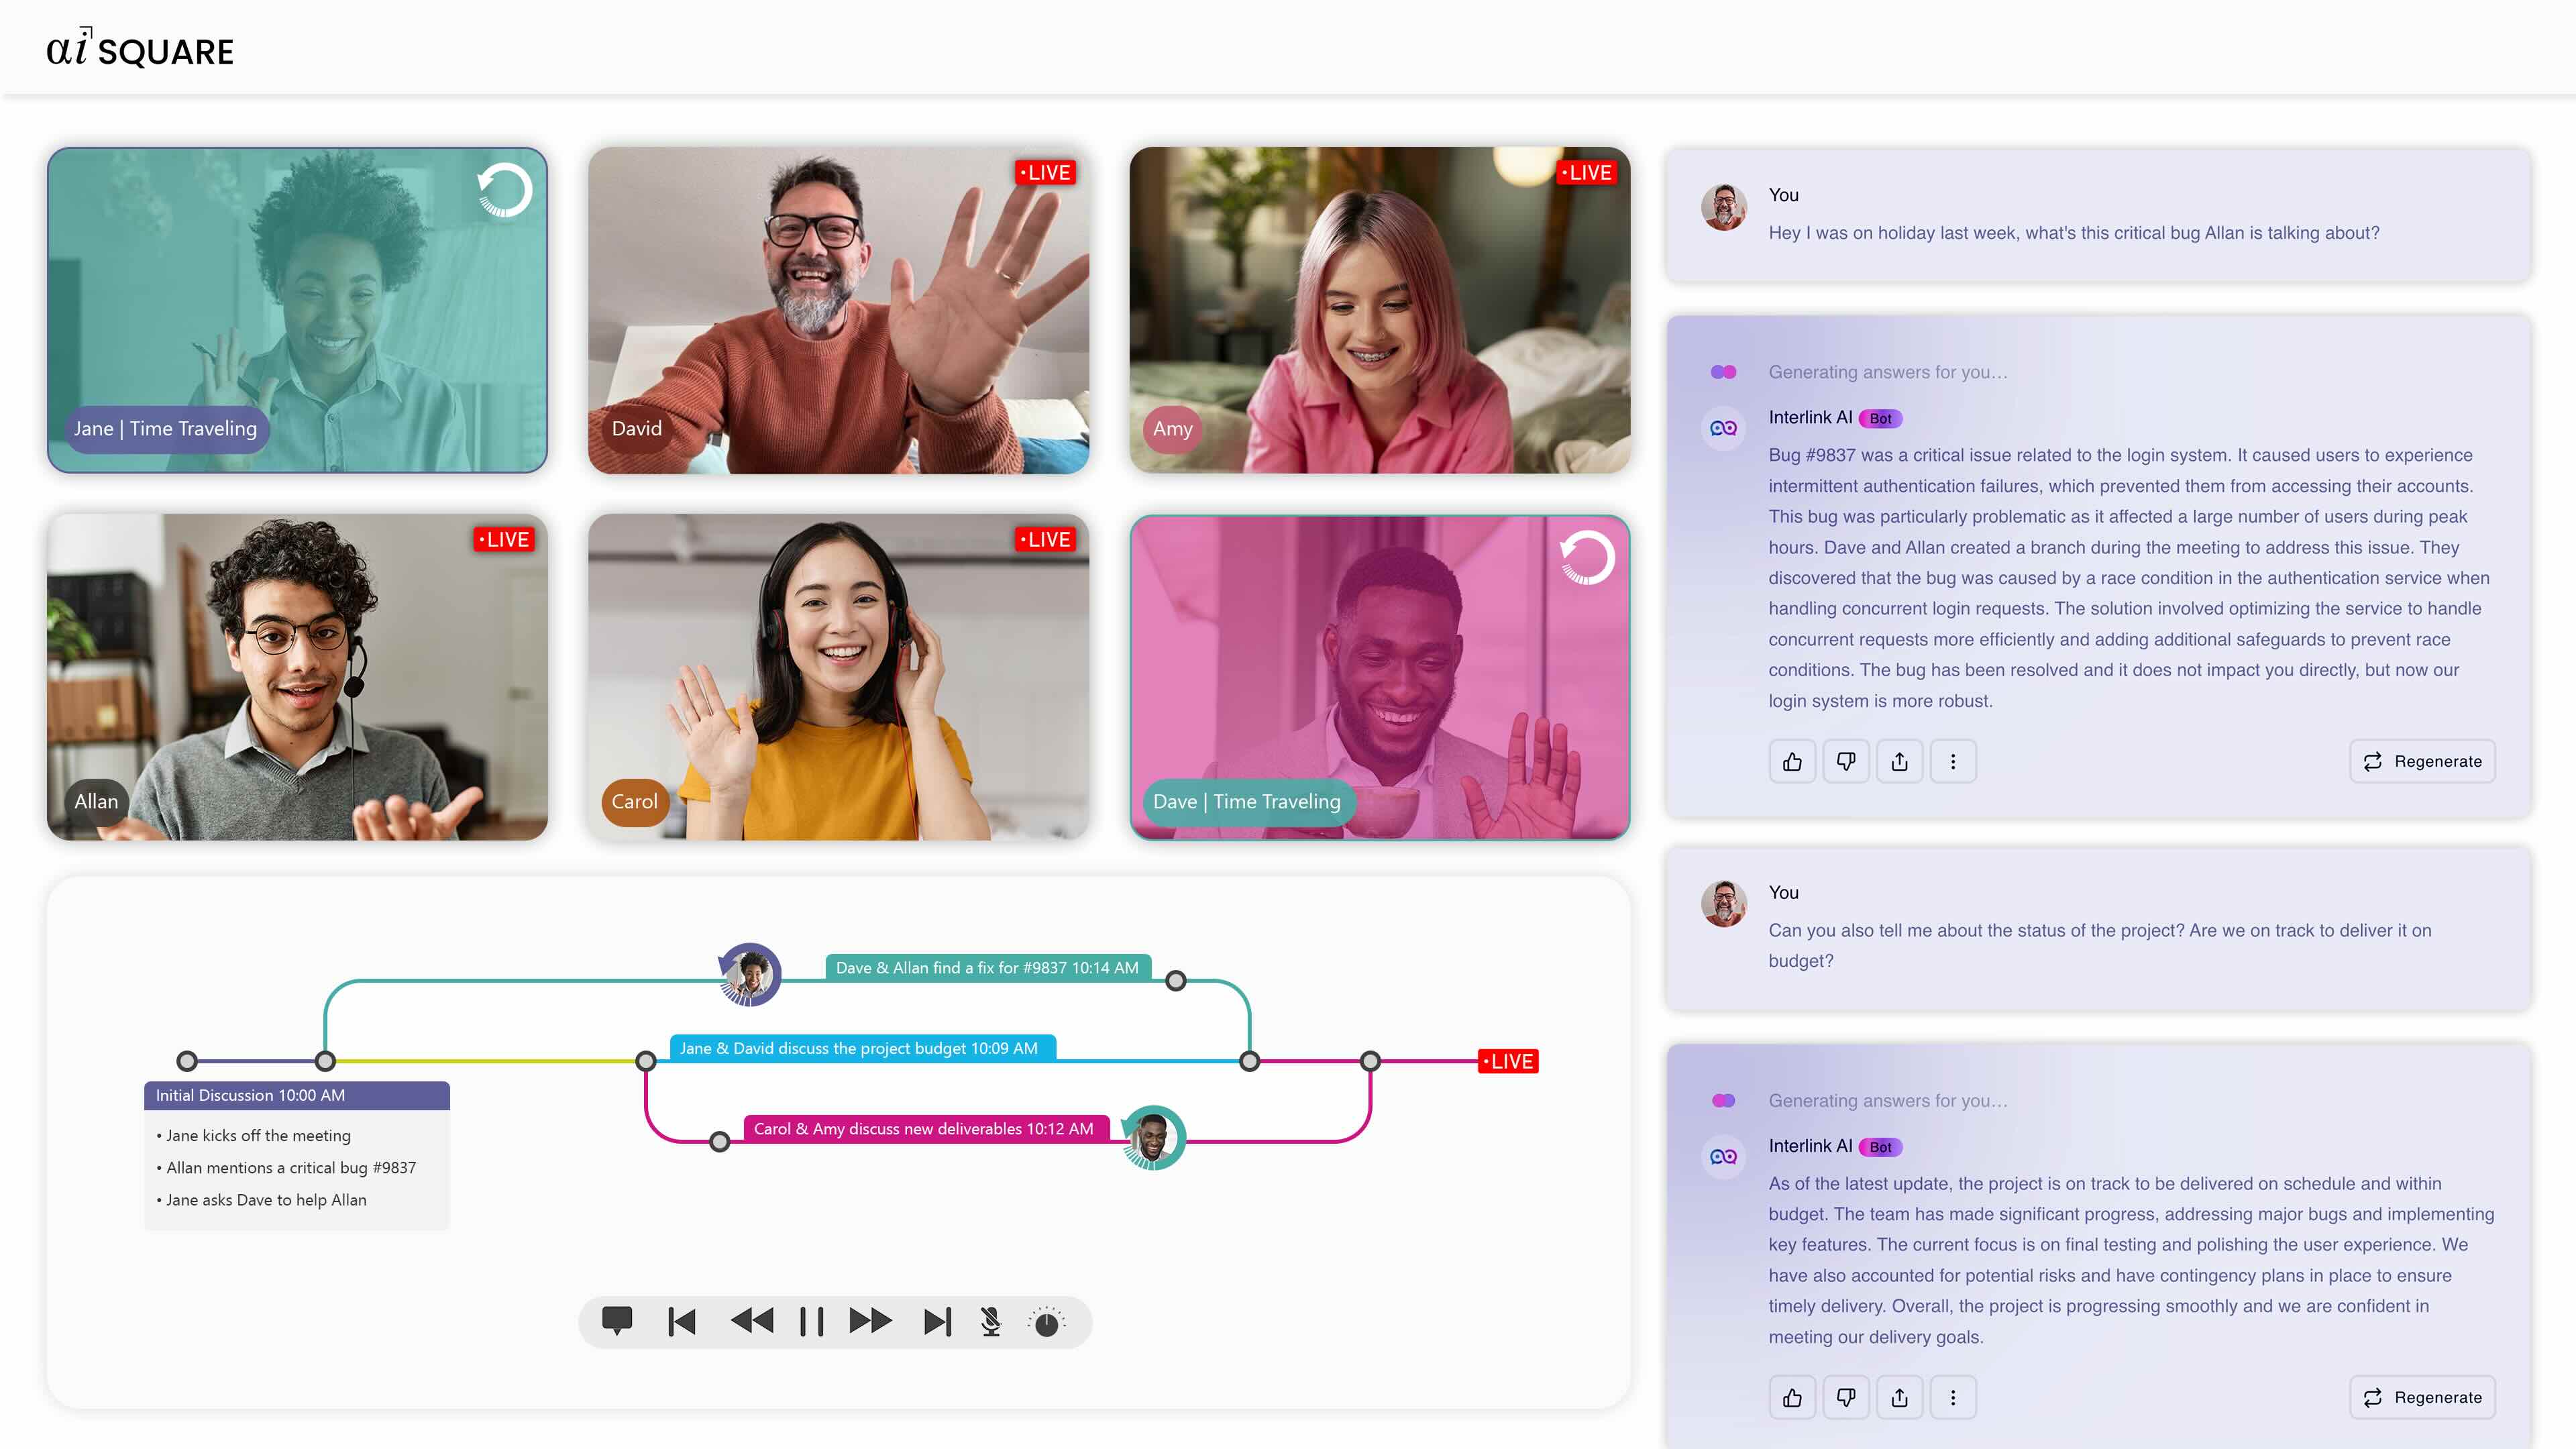 ai SQUARE
Jane | Time Traveling
LIVE
David
LIVE
Amy
LIVE
Allan
LIVE
Carol
Dave | Time Traveling
Dave & Allan find a fix for #9837 10:14 AM
Jane & David discuss the project budget 10:09 AM
LIVE
Initial Discussion 10:00 AM
• Jane kicks off the meeting
• Allan mentions a critical bug #9837
• Jane asks Dave to help Allan
Carol & Amy discuss new deliverables 10:12 AM
You
Hey I was on holiday last week, what's this critical bug Allan is talking about?
Generating answers for you...
Interlink AI Bot
Bug #9837 was a critical issue related to the login system. It caused users to experience
intermittent authentication failures, which prevented them from accessing their accounts.
This bug was particularly problematic as it affected a large number of users during peak
hours. Dave and Allan created a branch during the meeting to address this issue. They
discovered that the bug was caused by a race condition in the authentication service when
handling concurrent login requests. The solution involved optimizing the service to handle
concurrent requests more efficiently and adding additional safeguards to prevent race
conditions. The bug has been resolved and it does not impact you directly, but now our
login system is more robust.
Regenerate
You
Can you also tell me about the status of the project? Are we on track to deliver it on
budget?
Generating answers for you...
Interlink AI Bot
As of the latest update, the project is on track to be delivered on schedule and within
budget. The team has made significant progress, addressing major bugs and implementing
key features. The current focus is on final testing and polishing the user experience. We
have also accounted for potential risks and have contingency plans in place to ensure
timely delivery. Overall, the project is progressing smoothly and we are confident in
meeting our delivery goals.
Regenerate